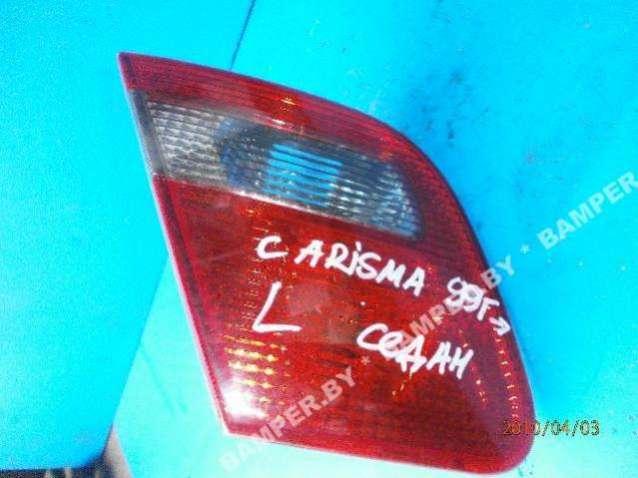 CARISMA 99г→
L СЕДАН
BAMPER.BY * BAMPER.BY * BAMPER
2010/04/03